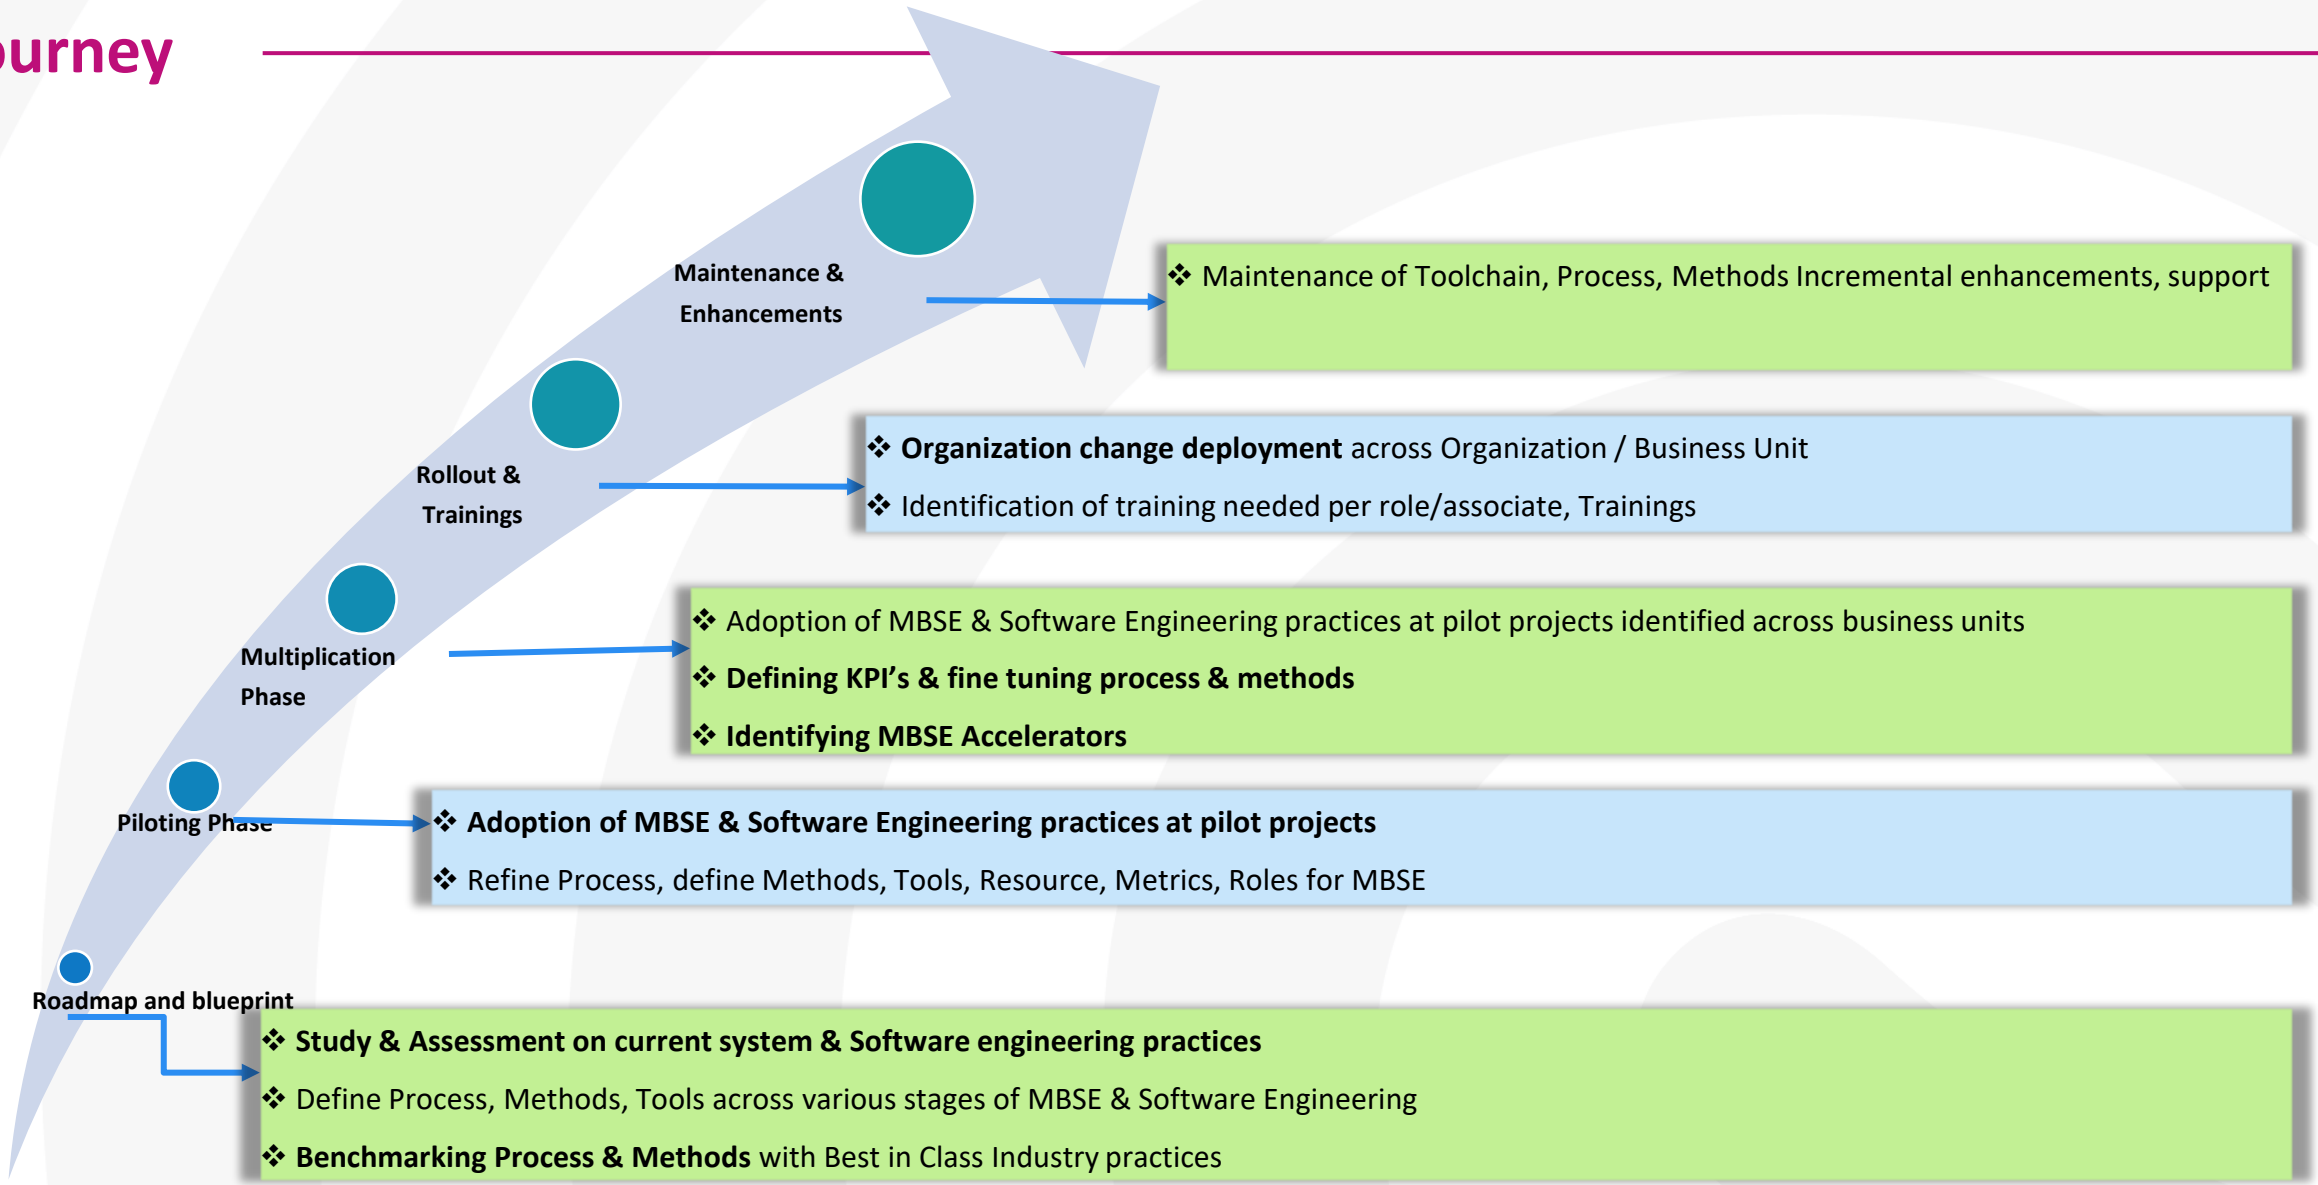 ourney
Maintenance &
Enhancements
❖ Maintenance of Toolchain, Process, Methods Incremental enhancements, support
Rollout &
Trainings
❖ Organization change deployment across Organization / Business Unit
❖ Identification of training needed per role/associate, Trainings
Multiplication
Phase
❖ Adoption of MBSE & Software Engineering practices at pilot projects identified across business units
❖ Defining KPI’s & fine tuning process & methods
❖ Identifying MBSE Accelerators
Piloting Phase
❖ Adoption of MBSE & Software Engineering practices at pilot projects
❖ Refine Process, define Methods, Tools, Resource, Metrics, Roles for MBSE
Roadmap and blueprint
❖ Study & Assessment on current system & Software engineering practices
❖ Define Process, Methods, Tools across various stages of MBSE & Software Engineering
❖ Benchmarking Process & Methods with Best in Class Industry practices